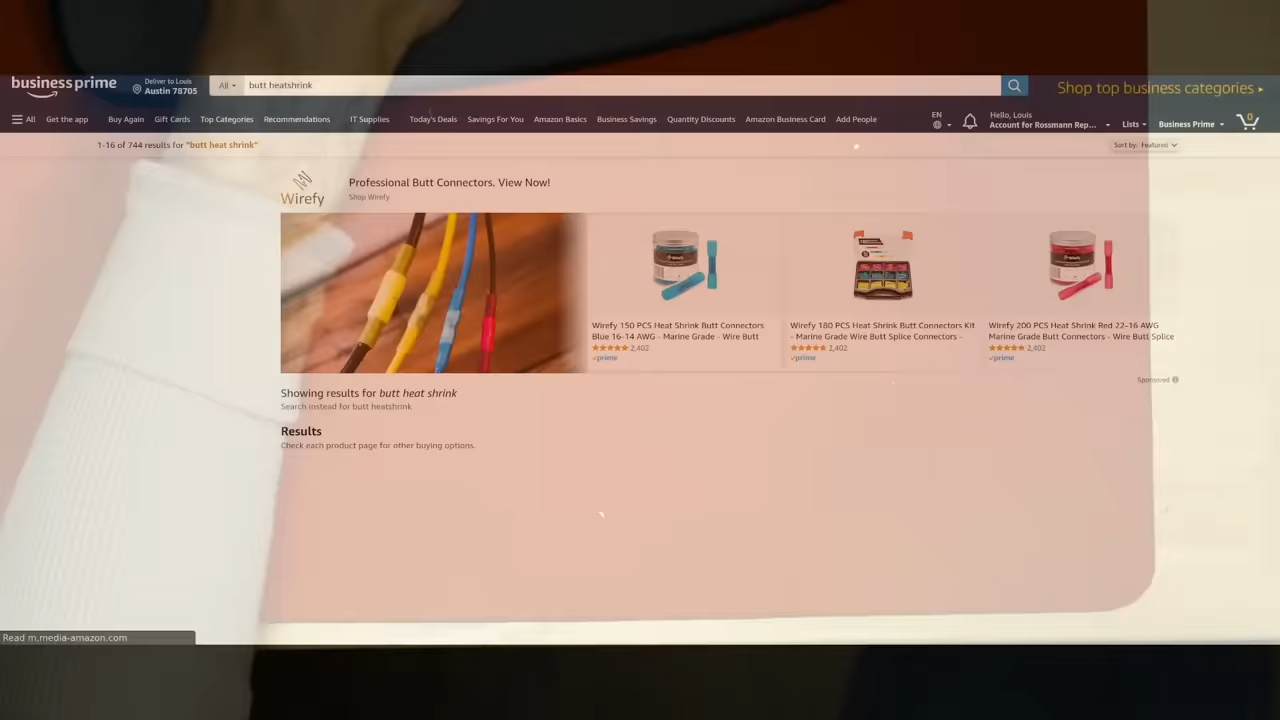 business prime
Deliver to Louis
Austin 78705
All
butt heatshrink
Shop top business categories
All
Get the app
Buy Again
Gift Cards
Top Categories
Recommendations
IT Supplies
Today's Deals
Savings For You
Amazon Basics
Business Savings
Quantity Discounts
Amazon Business Card
Add People
EN
Hello, Louis
Account for Rossmann Rep...
Lists
Business Prime
0
1-16 of 744 results for "butt heat shrink"
Sort by: Featured
Wirefy
Professional Butt Connectors. View Now!
Shop Wirefy
Wirefy 150 PCS Heat Shrink Butt Connectors
Blue 16-14 AWG - Marine Grade - Wire Butt
2,402
prime
Wirefy 180 PCS Heat Shrink Butt Connectors Kit
- Marine Grade Wire Butt Splice Connectors -
2,402
prime
Wirefy 200 PCS Heat Shrink Red 22-16 AWG
Marine Grade Butt Connectors - Wire Butt Splice
2,402
prime
Sponsored
Showing results for butt heat shrink
Search instead for butt heatshrink
Results
Check each product page for other buying options.
Read m.media-amazon.com